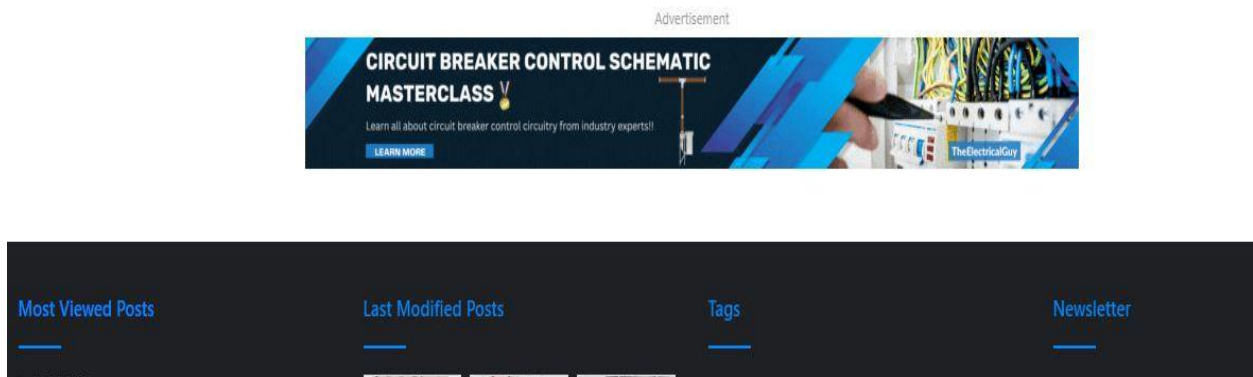 Advertisement
CIRCUIT BREAKER CONTROL SCHEMATIC
MASTERCLASS
Learn all about circuit breaker control circuitry from industry experts!!
LEARN MORE
TheElectricalGuy
Most Viewed Posts
Last Modified Posts
Tags
Newsletter